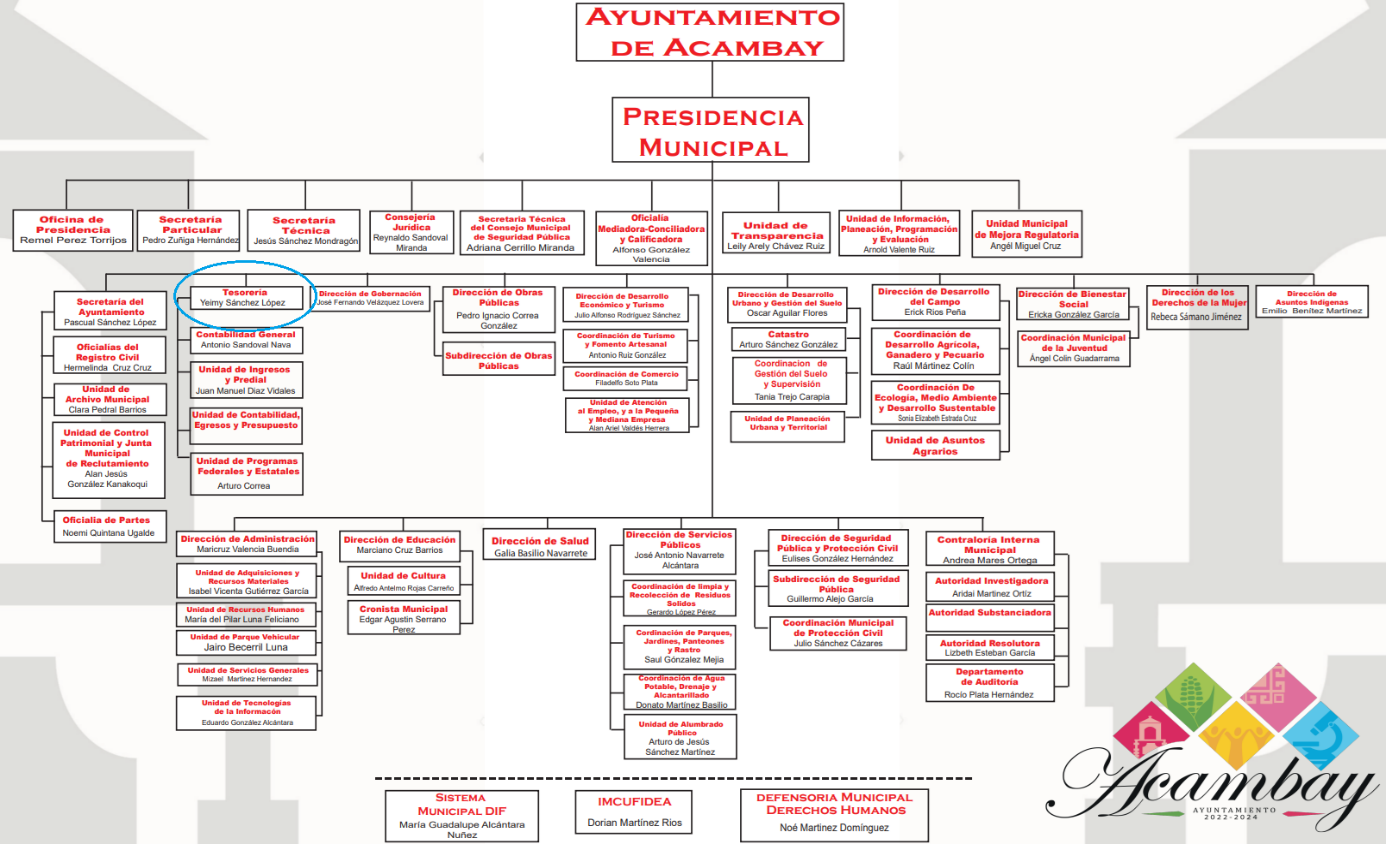 AYUNTAMIENTO
DE ACAMBAY
PRESIDENCIA
MUNICIPAL
Oficina de
Presidencia
Remel Perez Torrijos
Secretaria
Particular
Pedro Zuñiga Hernández
Secretaría
Técnica
Jesús Sánchez Mondragón
Consejería
Jurídica
Reynaldo Sandoval
Miranda
Secretaria Técnica
del Consejo Municipal
de Seguridad Pública
Adriana Cerrillo Miranda
Oficialía
Mediadora-Conciliadora
y Calificadora
Alfonso González
Valencia
Unidad de
Transparencia
Leily Arely Chávez Ruiz
Unidad de Información,
Planeación, Programación
y Evaluación
Arnold Valente Ruiz
Unidad Municipal
de Mejora Regulatoria
Angél Miguel Cruz
Secretaría del
Ayuntamiento
Pascual Sánchez López
Oficialías del
Registro Civil
Hermelinda Cruz Cruz
Unidad de
Archivo Municipal
Clara Pedral Barrios
Unidad de Control
Patrimonial y Junta
Municipal
de Reclutamiento
Alan Jesús
González Kanakoqui
Oficialia de Partes
Noemi Quintana Ugalde
Tesorería
Yeimy Sánchez López
Contabilidad General
Antonio Sandoval Nava
Unidad de Ingresos
y Predial
Juan Manuel Diaz Vidales
Unidad de Contabilidad,
Egresos y Presupuesto
Unidad de Programas
Federales y Estatales
Arturo Correa
Dirección de Gobernación
José Fernando Velázquez Lovera
Dirección de Obras
Públicas
Pedro Ignacio Correa
González
Subdirección de Obras
Públicas
Dirección de Desarrollo
Económico y Turismo
Julio Alfonso Rodríguez Sánchez
Coordinación de Turismo
y Fomento Artesanal
Antonio Ruiz González
Coordinación de Comercio
Filadelfo Soto Plata
Unidad de Atención
al Empleo, y a la Pequeña
y Mediana Empresa
Alan Ariel Valdés Herrera
Dirección de Desarrollo
Urbano y Gestión del Suelo
Oscar Aguilar Flores
Catastro
Arturo Sánchez González
Coordinacion de
Gestión del Suelo
y Supervisión
Tania Trejo Carapia
Unidad de Planeación
Urbana y Territorial
Dirección de Desarrollo
del Campo
Erick Rios Peña
Coordinación de
Desarrollo Agrícola,
Ganadero y Pecuario
Raúl Mártinez Colín
Coordinación De
Ecología, Medio Ambiente
y Desarrollo Sustentable
Sonia Elizabeth Estrada Cruz
Unidad de Asuntos
Agrarios
Dirección de Bienestar
Social
Ericka González García
Coordinación Municipal
de la Juventud
Ángel Colin Guadarrama
Dirección de los
Derechos de la Mujer
Rebeca Sámano Jiménez
Dirección de
Asuntos Indígenas
Emilio Benítez Martínez
Dirección de Administración
Maricruz Valencia Buendia
Unidad de Adquisiciones y
Recursos Materiales
Isabel Vicenta Gutiérrez García
Unidad de Recursos Humanos
María del Pilar Luna Feliciano
Unidad de Parque Vehicular
Jairo Becerril Luna
Unidad de Servicios Generales
Mizael Martinez Hernandez
Unidad de Tecnologías
de la Informacón
Eduardo González Alcántara
Dirección de Educación
Marciano Cruz Barrios
Unidad de Cultura
Alfredo Antelmo Rojas Carreño
Cronista Municipal
Edgar Agustin Serrano
Perez
Dirección de Salud
Galia Basilio Navarrete
Dirección de Servicios
Públicos
José Antonio Navarrete
Alcántara
Coordinación de limpia y
Recolección de Residuos
Solidos
Gerardo López Pérez
Cordinación de Parques,
Jardines, Panteones
y Rastro
Saul Gónzalez Mejia
Coordinación de Agua
Potable, Drenaje y
Alcantarillado
Donato Martínez Basilio
Unidad de Alumbrado
Público
Arturo de Jesús
Sánchez Martínez
Dirección de Seguridad
Pública y Protección Civil
Eulises González Hernández
Subdirección de Seguridad
Pública
Guillermo Alejo García
Coordinación Municipal
de Protección Civil
Julio Sánchez Cázares
Contraloría Interna
Municipal
Andrea Mares Ortega
Autoridad Investigadora
Aridai Martinez Ortíz
Autoridad Substanciadora
Autoridad Resolutora
Lizbeth Esteban García
Departamento
de Auditoría
Rocío Plata Hernández
SISTEMA
MUNICIPAL DIF
María Guadalupe Alcántara
Nuñez
IMCUFIDEA
Dorian Martínez Rios
DEFENSORIA MUNICIPAL
DERECHOS HUMANOS
Noé Martinez Domínguez
Acambay
AYUNTAMIENTO
2022-2024